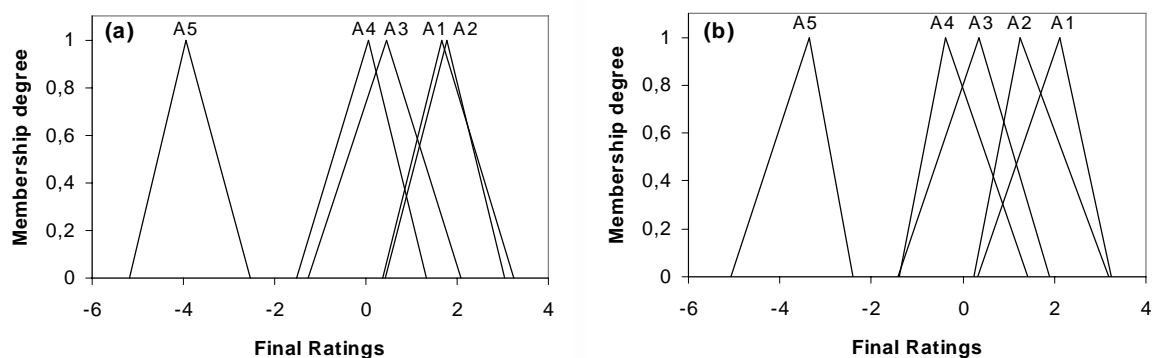 (a) A5 A4 A3 A1 A2
1
0,8
0,6
0,4
0,2
0
Membership degree
-6 -4 -2 0 2 4
Final Ratings
(b) A5 A4 A3 A2 A1
1
0,8
0,6
0,4
0,2
0
Membership degree
-6 -4 -2 0 2 4
Final Ratings